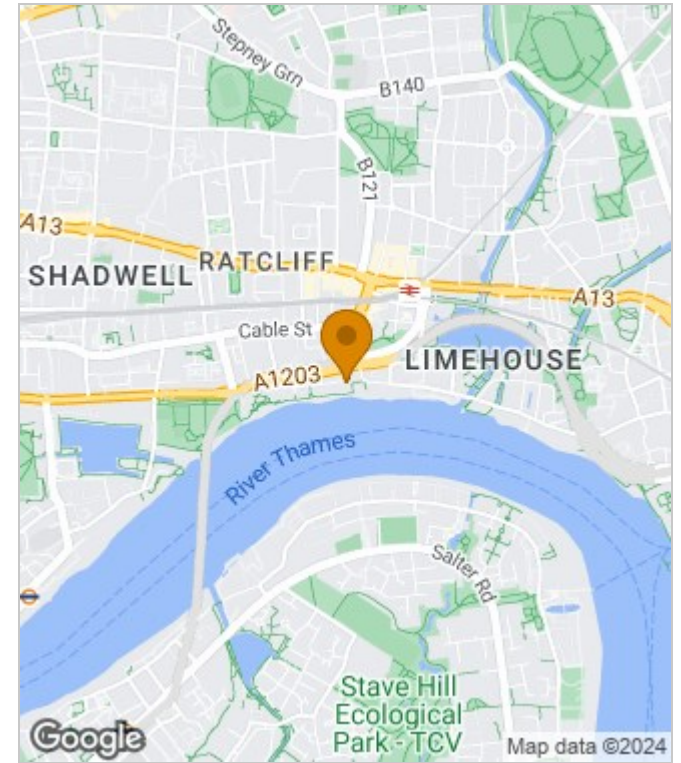 Stepney Grn
B140
B121
A13
RATCLIFF
SHADWELL
A13
Cable St
LIMEHOUSE
A1203
River Thames
Salter Rd
Stave Hill
Ecological
Park - TCV
Google
Map data ©2024